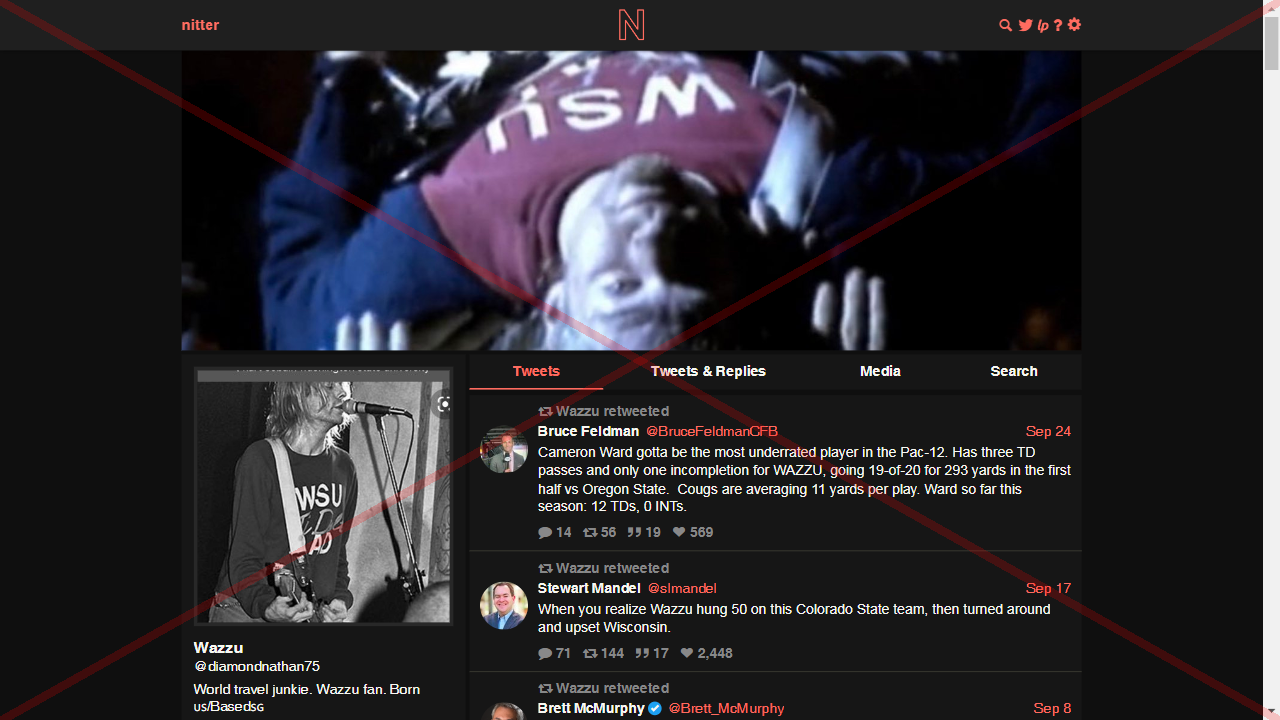 nitter
N
lp ?
WSU
Tweets
Tweets & Replies
Media
Search
WSU
Wazzu
@diamondnathan75
World travel junkie. Wazzu fan. Born
us/Basedsg
Wazzu retweeted
Bruce Feldman @BruceFeldmanCFB
Sep 24
Cameron Ward gotta be the most underrated player in the Pac-12. Has three TD
passes and only one incompletion for WAZZU, going 19-of-20 for 293 yards in the first
half vs Oregon State. Cougs are averaging 11 yards per play. Ward so far this
season: 12 TDs, 0 INTs.
14 56 19 569
Wazzu retweeted
Stewart Mandel @slmandel
Sep 17
When you realize Wazzu hung 50 on this Colorado State team, then turned around
and upset Wisconsin.
71 144 17 2,448
Wazzu retweeted
Brett McMurphy @Brett_McMurphy
Sep 8